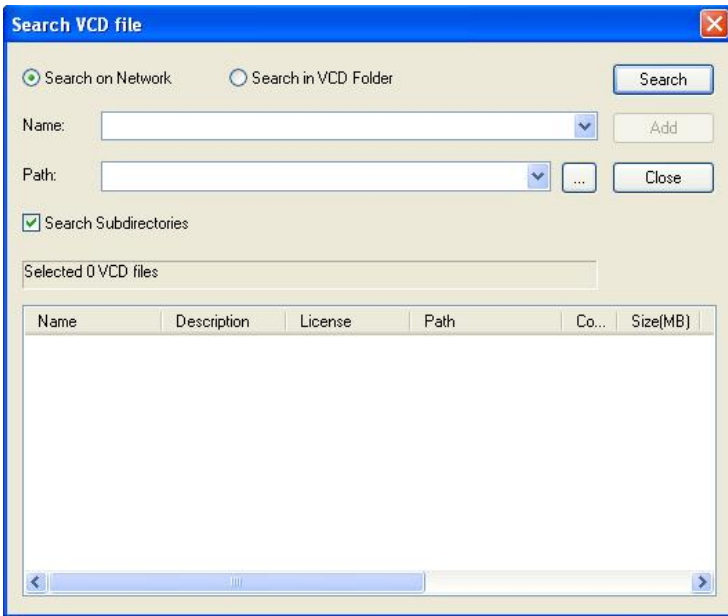 Search VCD file
Search on Network Search in VCD Folder Search
Name: Add
Path: ... Close
Search Subdirectories
Selected 0 VCD files
Name Description License Path Co... Size(MB)